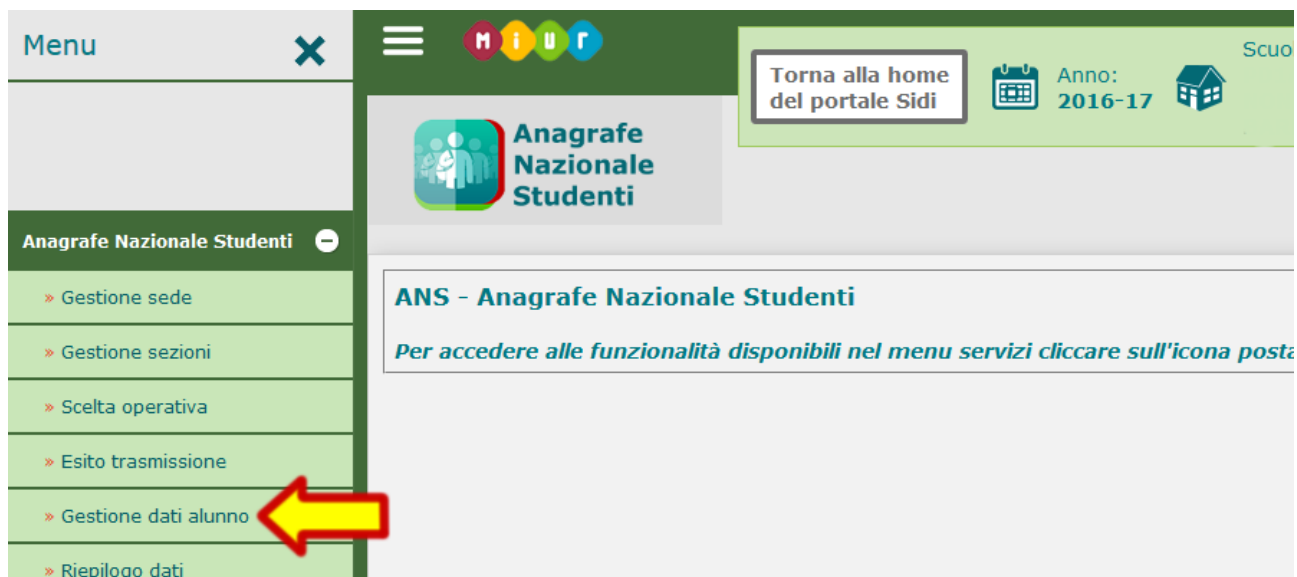 Menu
Miur
Torna alla home
del portale Sidi
Anno:
2016-17
Anagrafe
Nazionale
Studenti
Anagrafe Nazionale Studenti
» Gestione sede
» Gestione sezioni
» Scelta operativa
» Esito trasmissione
» Gestione dati alunno
» Riepilogo dati
ANS - Anagrafe Nazionale Studenti
Per accedere alle funzionalità disponibili nel menu servizi cliccare sull'icona posta